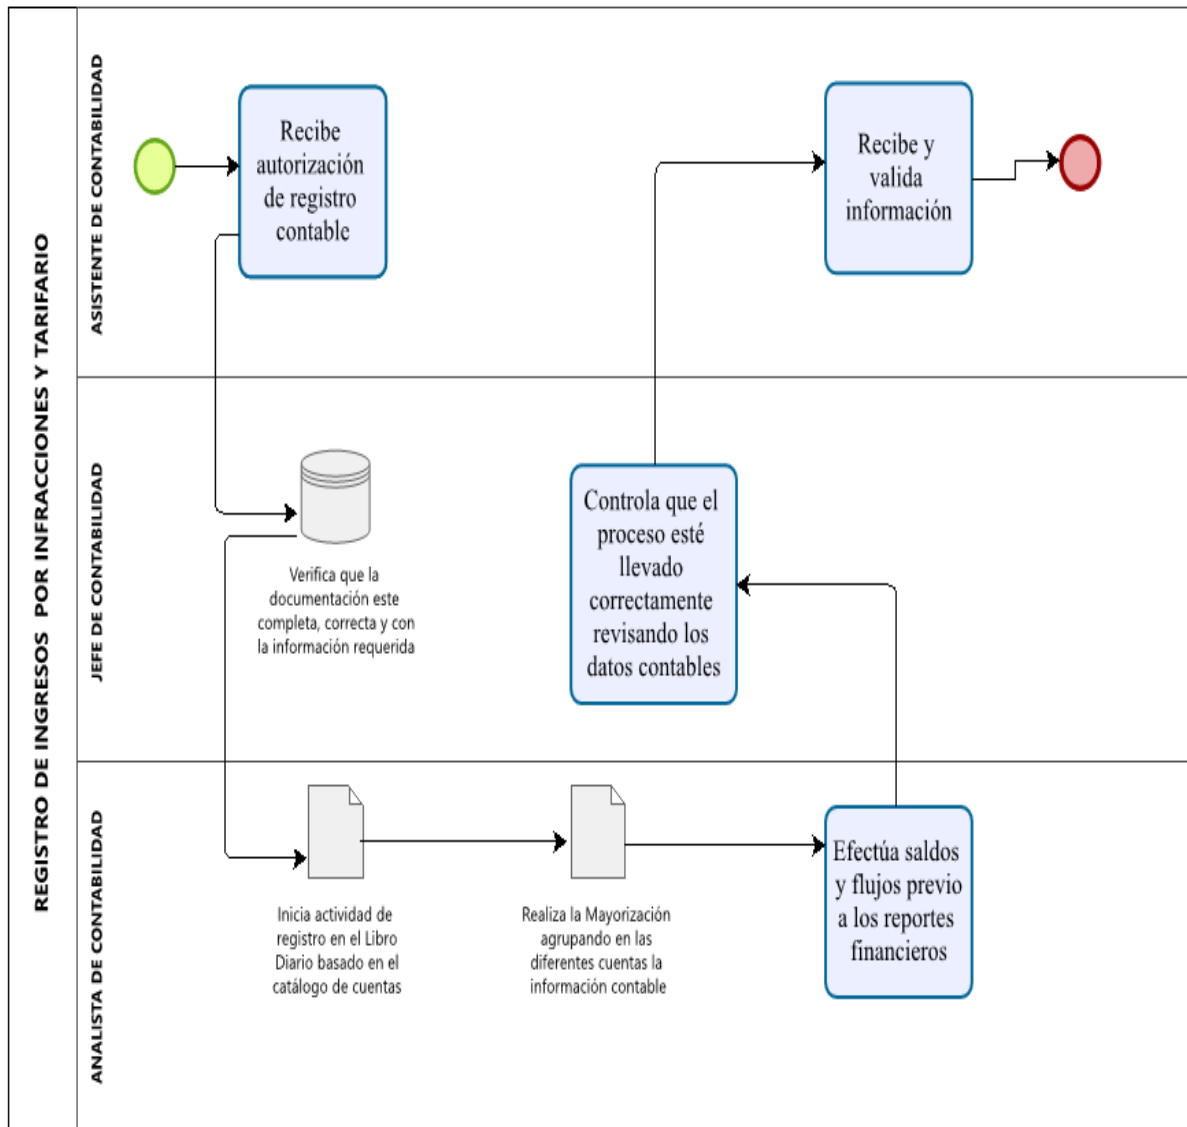 REGISTRO DE INGRESOS POR INFRACCIONES Y TARIFARIO
ASISTENTE DE CONTABILIDAD
Recibe
autorización
de registro
contable
Recibe y
valida
información
JEFE DE CONTABILIDAD
Verifica que la
documentación este
completa, correcta y con
la información requerida
Controla que el
proceso esté
llevado
correctamente
revisando los
datos contables
ANALISTA DE CONTABILIDAD
Inicia actividad de
registro en el Libro
Diario basado en el
catálogo de cuentas
Realiza la Mayorización
agrupando en las
diferentes cuentas la
información contable
Efectúa saldos
y flujos previo
a los reportes
financieros